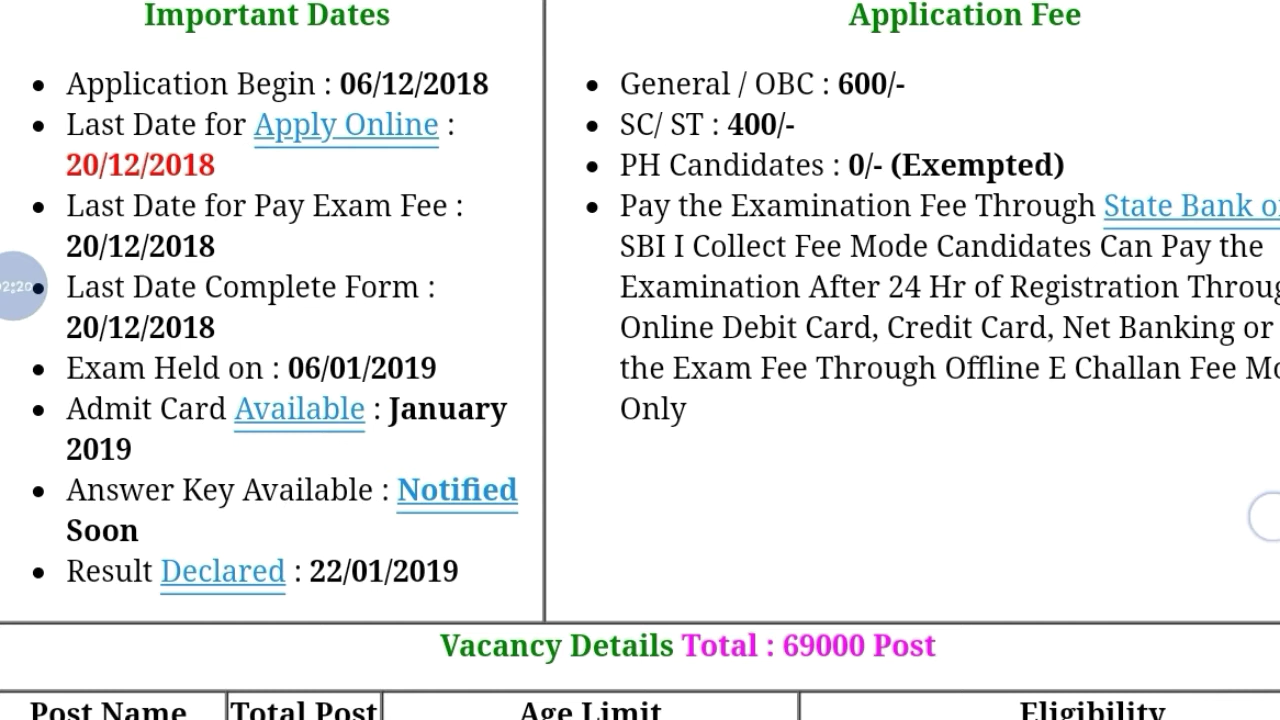 Important Dates
Application Begin : 06/12/2018
Last Date for Apply Online :
20/12/2018
Last Date for Pay Exam Fee :
20/12/2018
Last Date Complete Form :
20/12/2018
Exam Held on : 06/01/2019
Admit Card Available : January
2019
Answer Key Available : Notified
Soon
Result Declared : 22/01/2019
Application Fee
General / OBC : 600/-
SC/ ST : 400/-
PH Candidates : 0/- (Exempted)
Pay the Examination Fee Through State Bank
SBI I Collect Fee Mode Candidates Can Pay the
Examination After 24 Hr of Registration
Online Debit Card, Credit Card, Net Banking or
the Exam Fee Through Offline E Challan Fee
Only
Vacancy Details Total : 69000 Post
Post Name Total Post Age Limit Eligibility